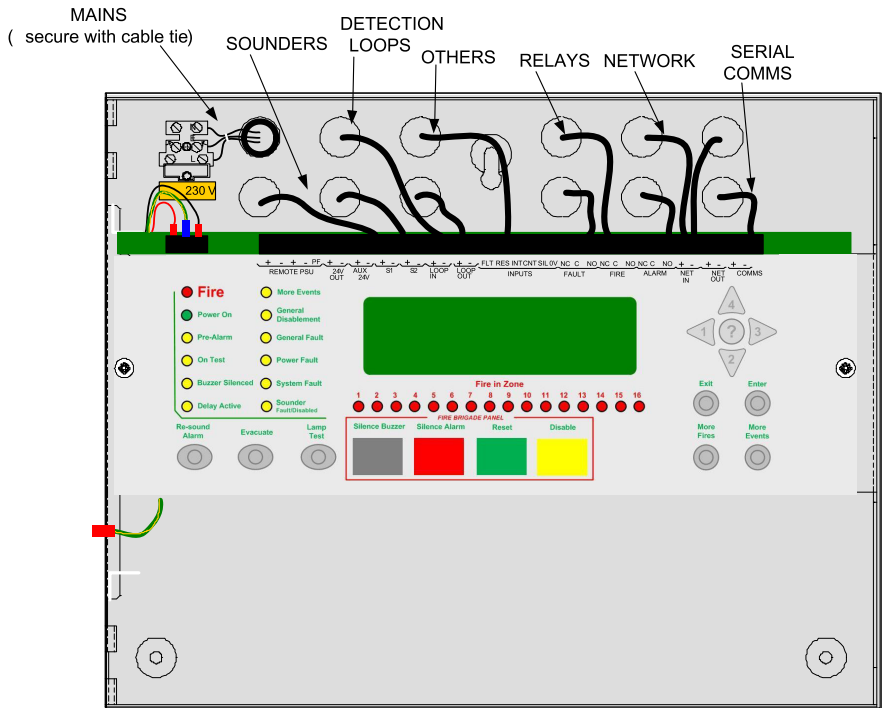 MAINS
( secure with cable tie)
SOUNDERS
DETECTION
LOOPS
OTHERS
RELAYS
NETWORK
SERIAL
COMMS
L
230 V
+ - + - PF + - + - + - + - + - + - FLT RES INT CNT SIL 0V NC C NO NC C NO NC C NO + - + - + -
REMOTE PSU
24V
OUT
AUX
24V
S1
S2
LOOP
IN
LOOP
OUT
INPUTS
FAULT
FIRE
ALARM
NET
IN
NET
OUT
COMMS
Fire
Power On
Pre-Alarm
On Test
Buzzer Silenced
Delay Active
More Events
General
Disablement
General Fault
Power Fault
System Fault
Sounder
Fault/Disabled
Re-sound
Alarm
Evacuate
Lamp
Test
Fire in Zone
1 2 3 4 5 6 7 8 9 10 11 12 13 14 15 16
FIRE BRIGADE PANEL
Silence Buzzer
Silence Alarm
Reset
Disable
4
1 ? 3
2
Exit
Enter
More
Fires
More
Events